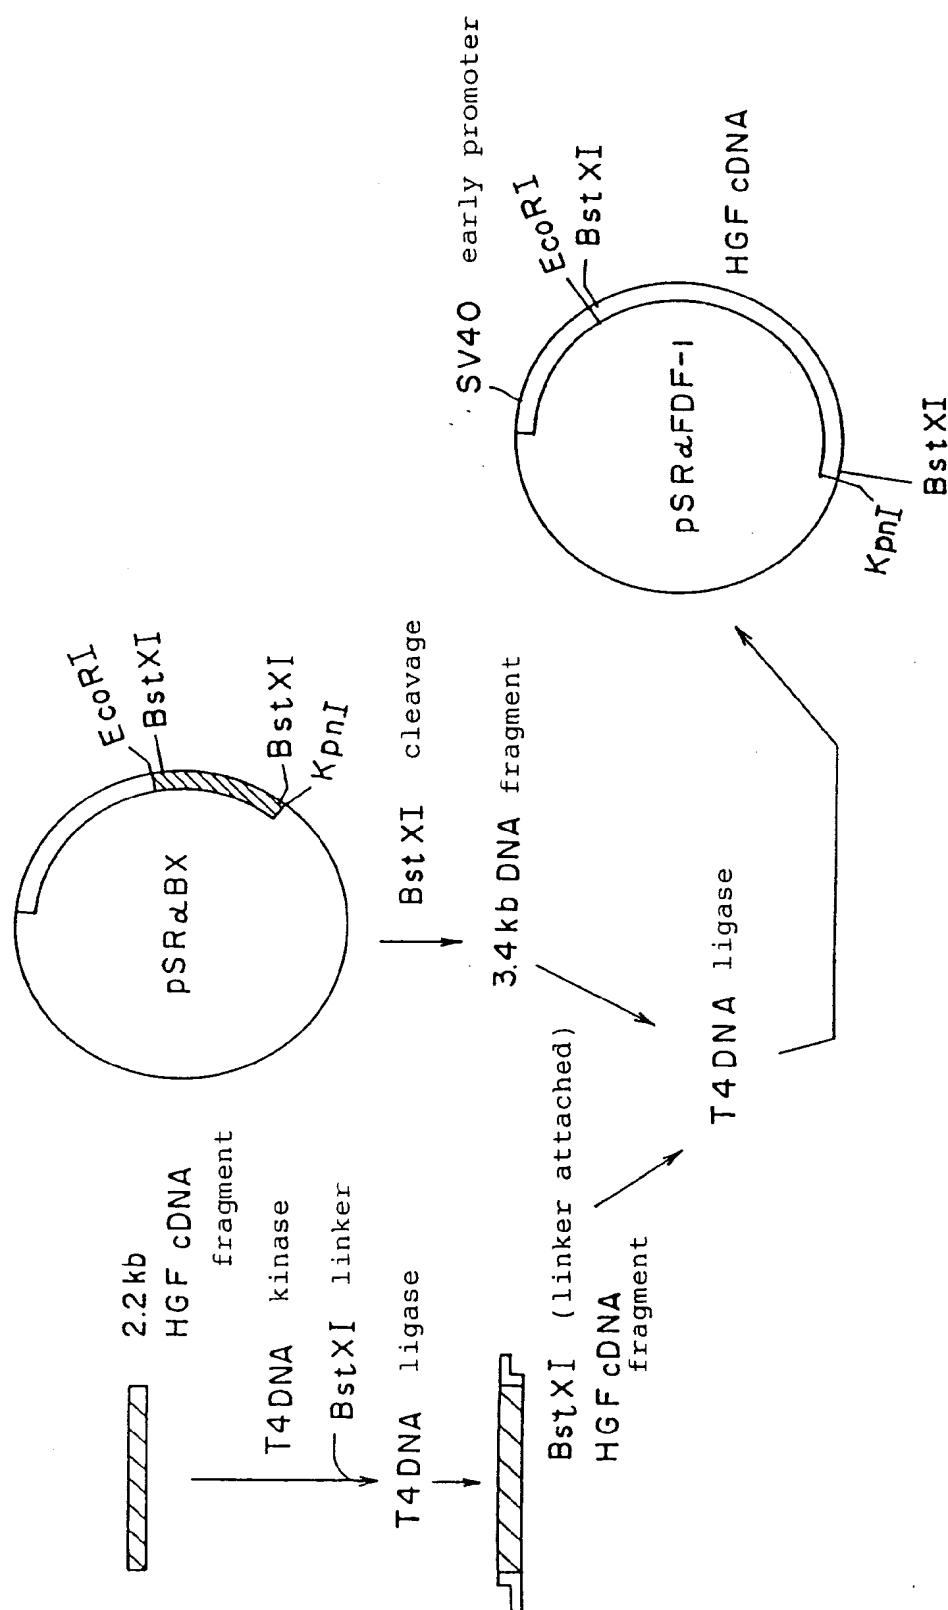 2.2kb
HGF cDNA
fragment
T4DNA kinase
BstXI linker
T4DNA ligase
BstXI (linker attached)
HGF cDNA
fragment
pSRαBX
EcoRI
BstXI
BstXI
KpnI
BstXI cleavage
3.4kb DNA fragment
T4DNA ligase
SV40 early promoter
EcoRI
BstXI
pSRαFDF-1
HGF cDNA
KpnI
BstXI